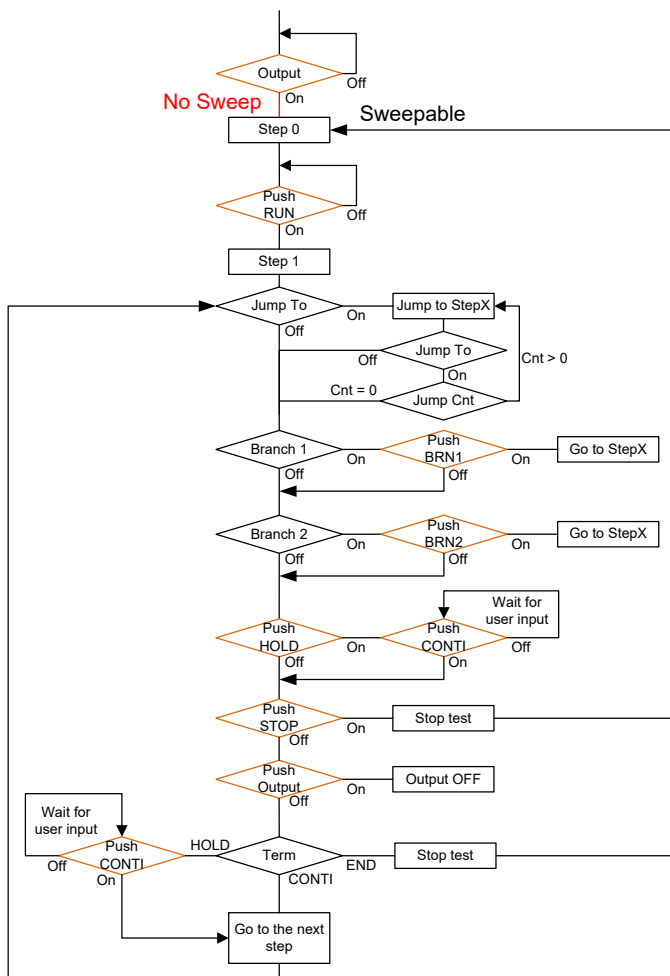 Output
Off
On
No Sweep
Sweepable
Step 0
Push
RUN
Off
On
Step 1
Jump To
On
Jump to StepX
Off
Off
Jump To
Cnt > 0
On
Cnt = 0
Jump Cnt
Branch 1
On
Push
BRN1
On
Go to StepX
Off
Off
Branch 2
On
Push
BRN2
On
Go to StepX
Off
Off
Wait for
user input
Push
HOLD
On
Push
CONTI
Off
Off
On
Push
STOP
On
Stop test
Off
Push
Output
On
Output OFF
Off
Wait for
user input
Push
CONTI
Off
On
HOLD
Term
END
Stop test
CONTI
Go to the next
step